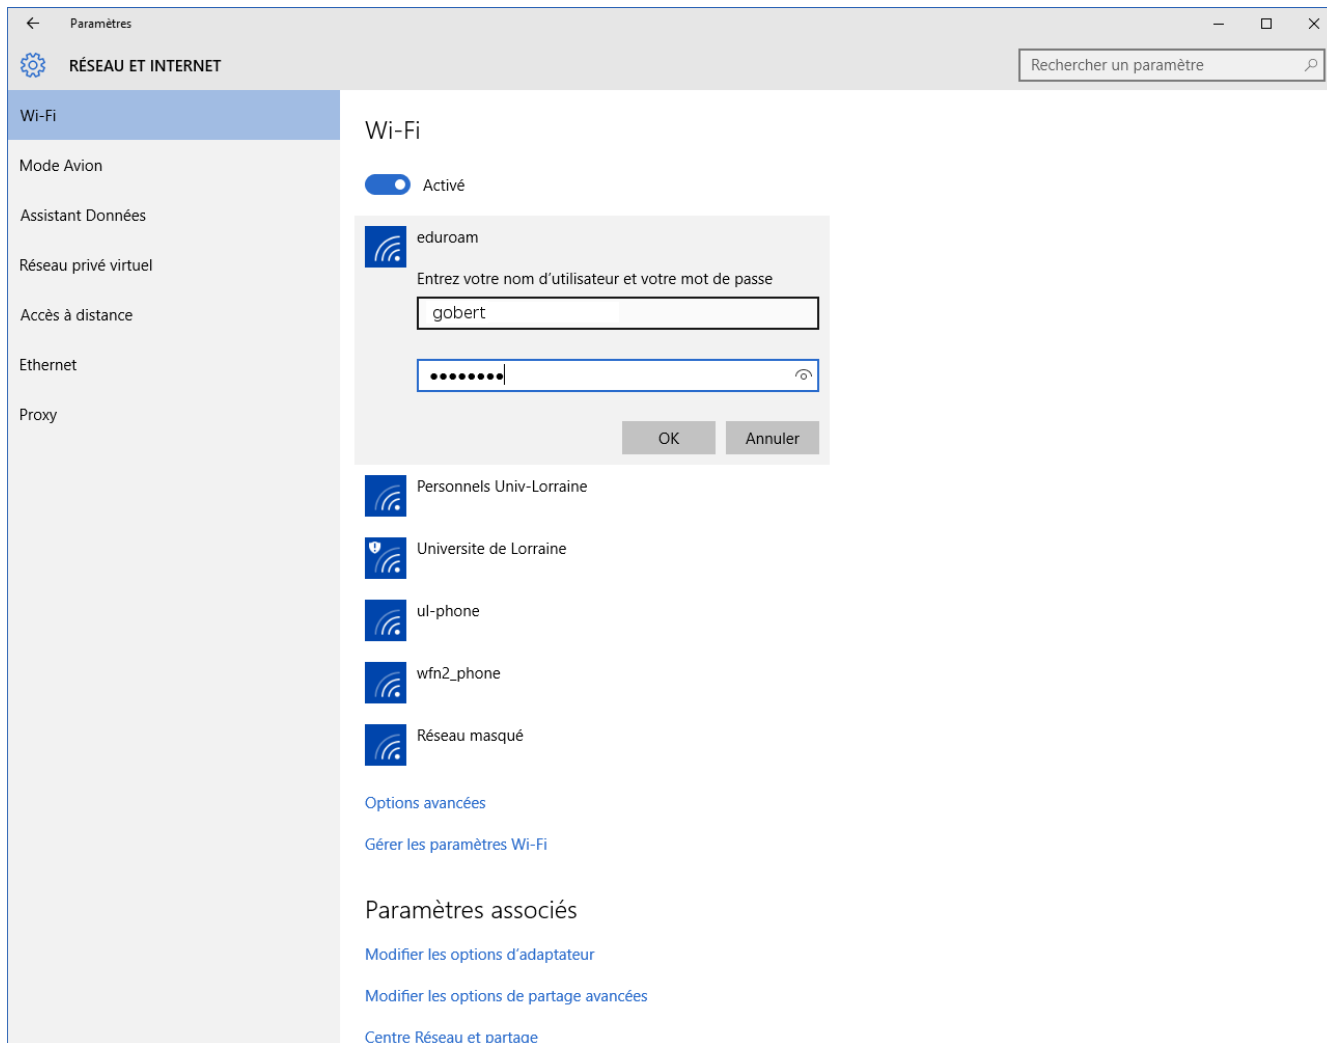 Paramètres
RÉSEAU ET INTERNET
Rechercher un paramètre
Wi-Fi
Mode Avion
Assistant Données
Réseau privé virtuel
Accès à distance
Ethernet
Proxy
Wi-Fi
Activé
eduroam
Entrez votre nom d'utilisateur et votre mot de passe
gobert
••••••••
OK
Annuler
Personnels Univ-Lorraine
Universite de Lorraine
ul-phone
wfn2_phone
Réseau masqué
Options avancées
Gérer les paramètres Wi-Fi
Paramètres associés
Modifier les options d'adaptateur
Modifier les options de partage avancées
Centre Réseau et partage